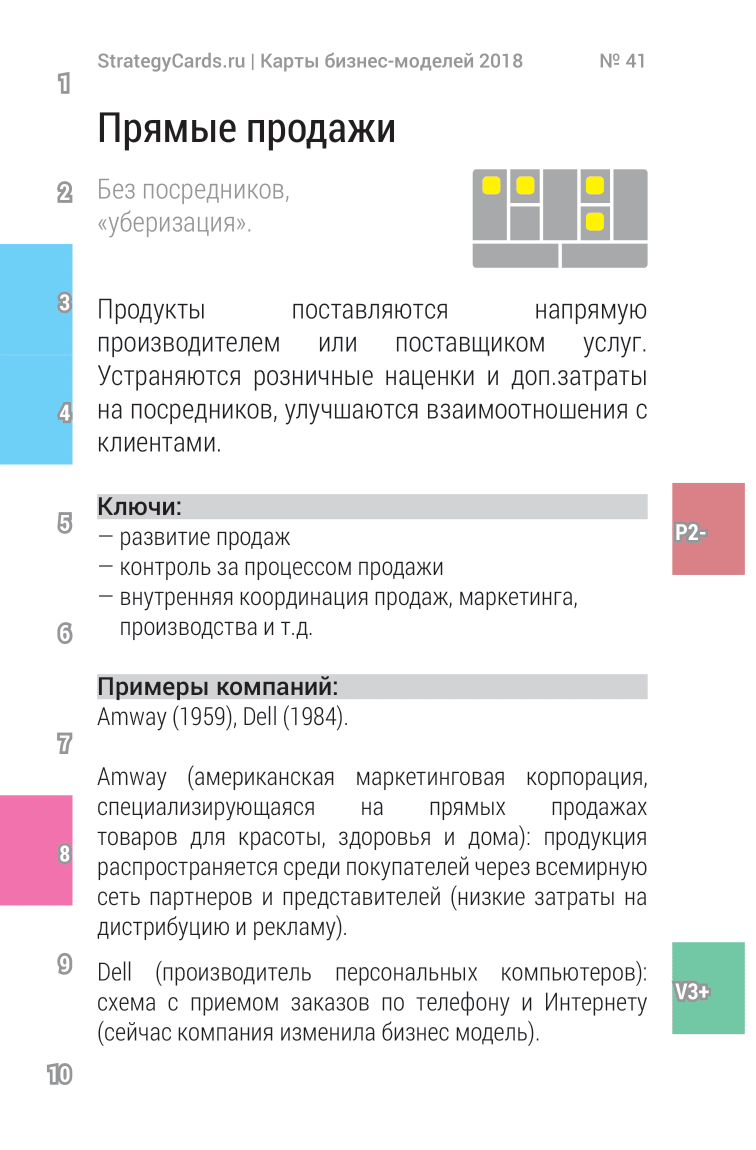 StrategyCards.ru | Карты бизнес-моделей 2018 № 41
1
Прямые продажи
2
Без посредников,
«уберизация».
3
Продукты поставляются напрямую
производителем или поставщиком услуг.
Устраняются розничные наценки и доп.затраты
4
на посредников, улучшаются взаимоотношения с
клиентами.
Ключи:
5
P2-
— развитие продаж
— контроль за процессом продажи
— внутренняя координация продаж, маркетинга,
6
производства и т.д.
Примеры компаний:
Amway (1959), Dell (1984).
7
Amway (американская маркетинговая корпорация,
специализирующаяся на прямых продажах
товаров для красоты, здоровья и дома): продукция
8
распространяется среди покупателей через всемирную
сеть партнеров и представителей (низкие затраты на
дистрибуцию и рекламу).
9
Dell (производитель персональных компьютеров):
V3+
схема с приемом заказов по телефону и Интернету
(сейчас компания изменила бизнес модель).
10